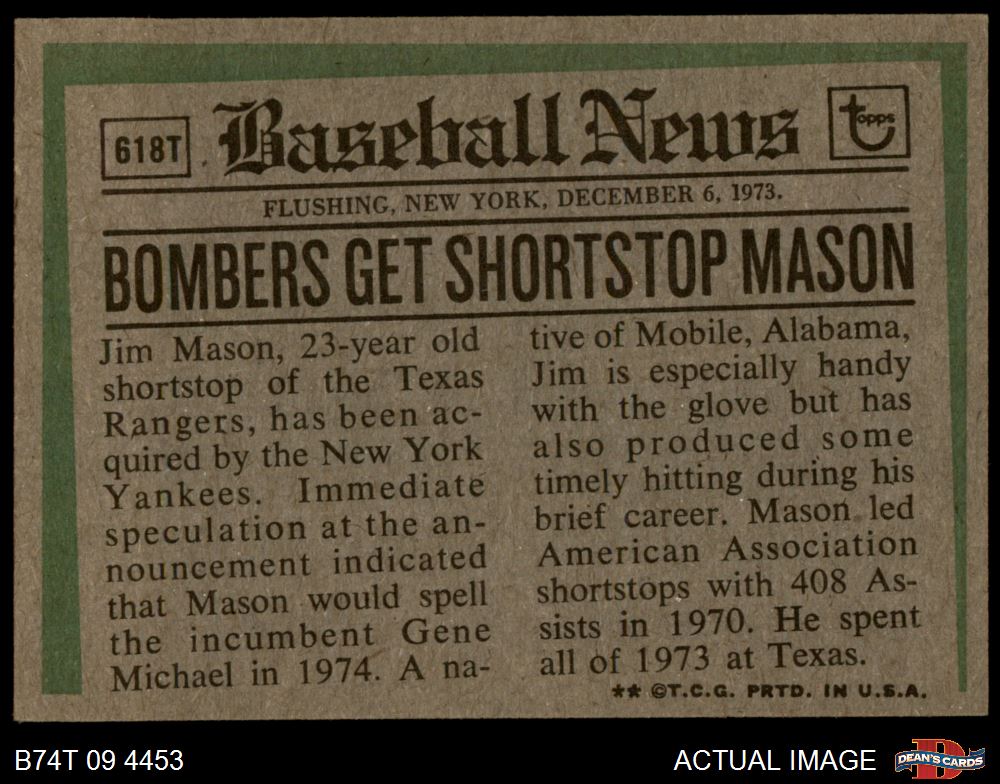 618T
Baseball News
topps
FLUSHING, NEW YORK, DECEMBER 6, 1973.
BOMBERS GET SHORTSTOP MASON
Jim Mason, 23-year old
shortstop of the Texas
Rangers, has been ac-
quired by the New York
Yankees. Immediate
speculation at the an-
nouncement indicated
that Mason would spell
the incumbent Gene
Michael in 1974. A na-
tive of Mobile, Alabama,
Jim is especially handy
with the glove but has
also produced some
timely hitting during his
brief career. Mason led
American Association
shortstops with 408 As-
sists in 1970. He spent
all of 1973 at Texas.
** ©T.C.G. PRTD. IN U.S.A.
B74T 09 4453
ACTUAL IMAGE
DEAN'S CARDS